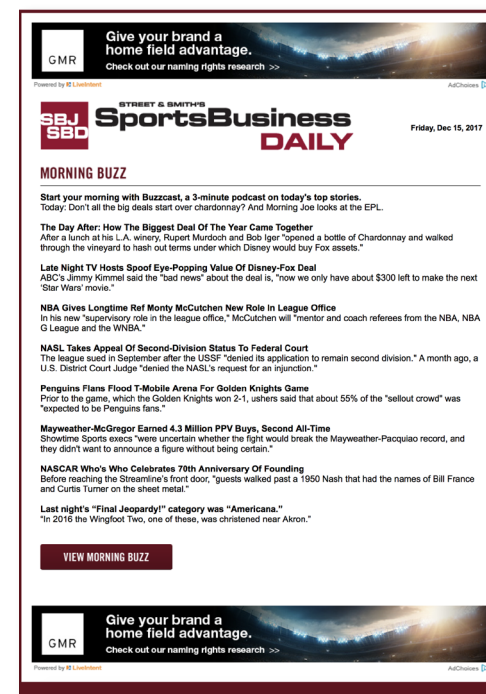 GMR
Give your brand a
home field advantage.
Check out our naming rights research >>
Powered by LiveIntent
AdChoices
SBJ
SBD
STREET & SMITH'S
SportsBusiness
DAILY
Friday, Dec 15, 2017
MORNING BUZZ
Start your morning with Buzzcast, a 3-minute podcast on today's top stories.
Today: Don't all the big deals start over chardonnay? And Morning Joe looks at the EPL.
The Day After: How The Biggest Deal Of The Year Came Together
After a lunch at his L.A. winery, Rupert Murdoch and Bob Iger "opened a bottle of Chardonnay and walked
through the vineyard to hash out terms under which Disney would buy Fox assets."
Late Night TV Hosts Spoof Eye-Popping Value Of Disney-Fox Deal
ABC's Jimmy Kimmel said the "bad news" about the deal is, "now we only have about $300 left to make the next
'Star Wars' movie."
NBA Gives Longtime Ref Monty McCutchen New Role In League Office
In his new "supervisory role in the league office," McCutchen will "mentor and coach referees from the NBA, NBA
G League and the WNBA."
NASL Takes Appeal Of Second-Division Status To Federal Court
The league sued in September after the USSF "denied its application to remain second division." A month ago, a
U.S. District Court Judge "denied the NASL's request for an injunction."
Penguins Flans Flood T-Mobile Arena For Golden Knights Game
Prior to the game, which the Golden Knights won 2-1, ushers said that about 55% of the "sellout crowd" was
"expected to be Penguins fans."
Mayweather-McGregor Earned 4.3 Million PPV Buys, Second All-Time
Showtime Sports execs "were uncertain whether the fight would break the Mayweather-Pacquiao record, and
they didn't want to announce a figure without being certain."
NASCAR Who's Who Celebrates 70th Anniversary Of Founding
Before reaching the Streamline's front door, "guests walked past a 1950 Nash that had the names of Bill France
and Curtis Turner on the sheet metal."
Last night's "Final Jeopardy!" category was "Americana."
"In 2016 the Wingfoot Two, one of these, was christened near Akron."
VIEW MORNING BUZZ
GMR
Give your brand a
home field advantage.
Check out our naming rights research >>
Powered by LiveIntent
AdChoices